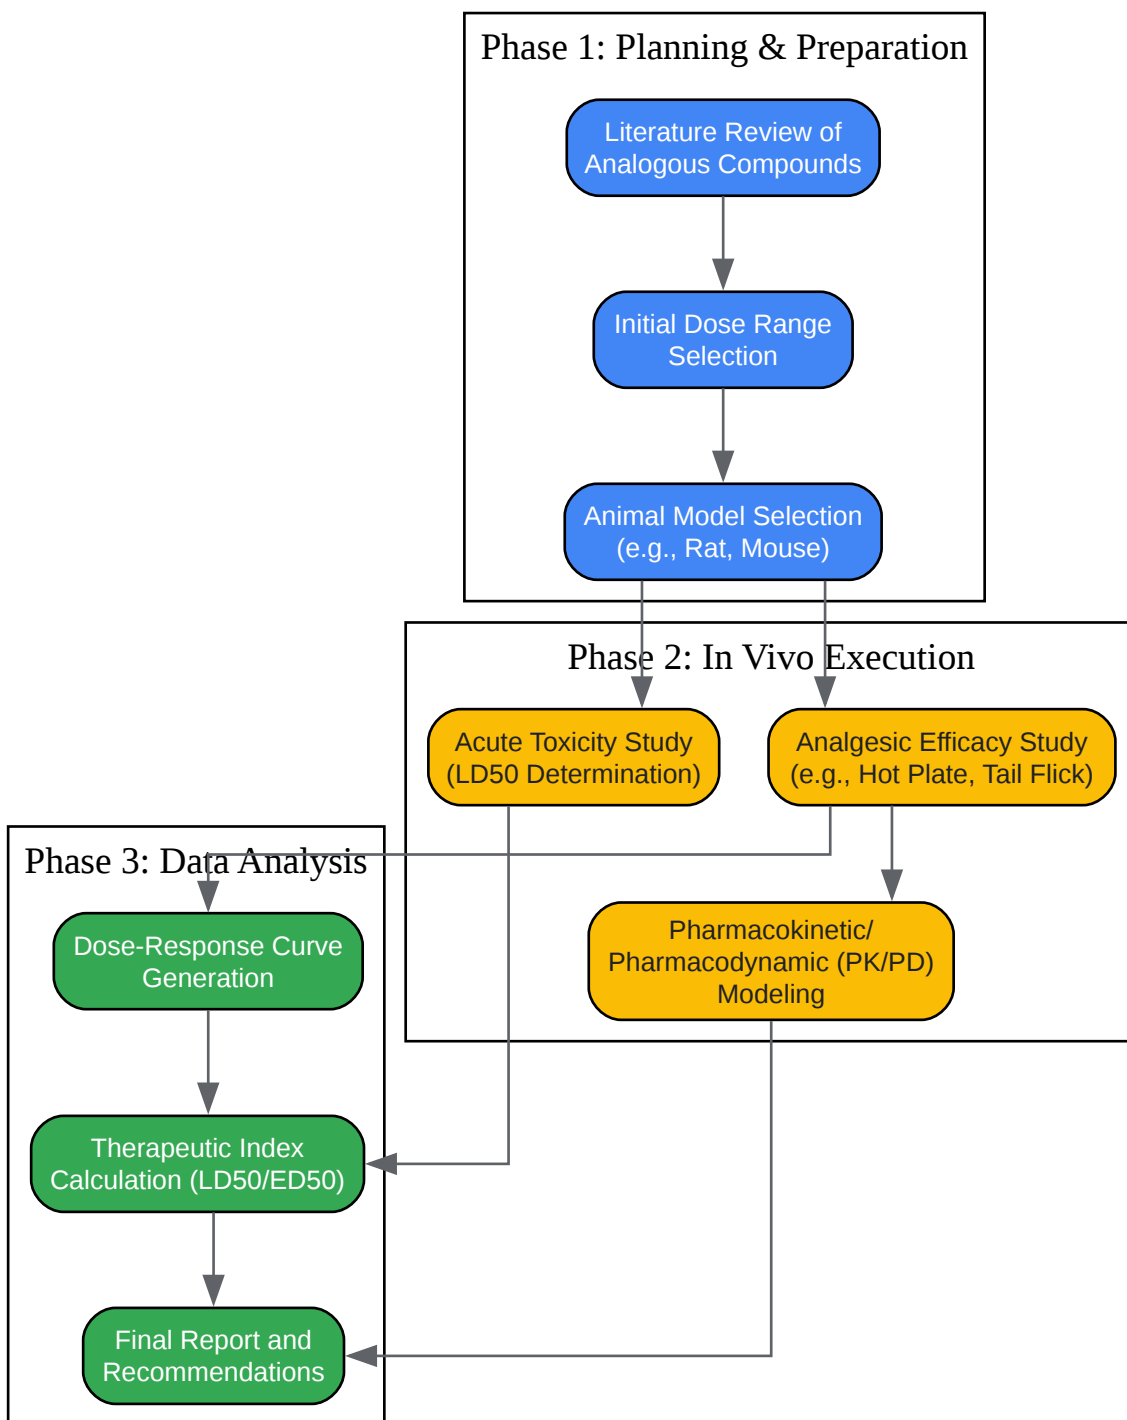 Phase 1: Planning & Preparation
Literature Review of
Analogous Compounds
Initial Dose Range
Selection
Animal Model Selection
(e.g., Rat, Mouse)
Phase 2: In Vivo Execution
Acute Toxicity Study
(LD50 Determination)
Analgesic Efficacy Study
(e.g., Hot Plate, Tail Flick)
Pharmacokinetic/
Pharmacodynamic (PK/PD)
Modeling
Phase 3: Data Analysis
Dose-Response Curve
Generation
Therapeutic Index
Calculation (LD50/ED50)
Final Report and
Recommendations